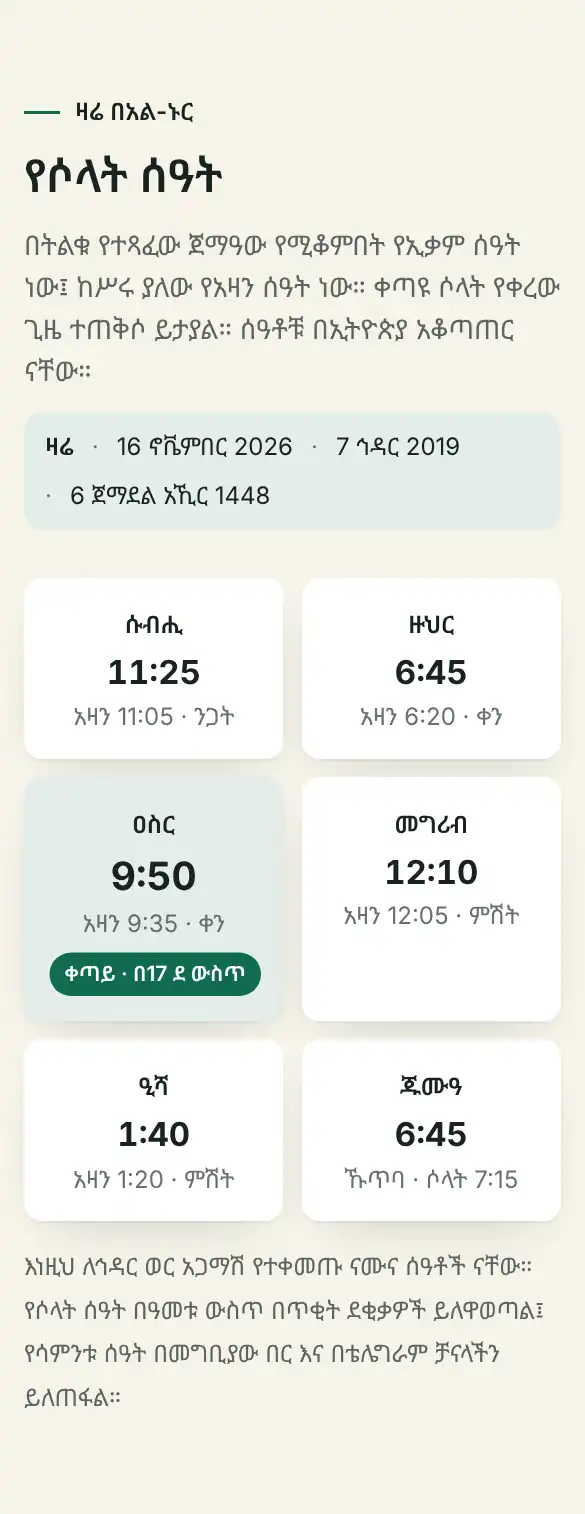 ዛሬ በአል-ኑር
የሶላት ሰዓት
በትልቁ የተጻፈው ጀማዓው የሚቆምበት የኢቃም ሰዓት
ነው፤ ከሥሩ ያለው የአዛን ሰዓት ነው። ቀጣዩ ሶላት የቀረው
ጊዜ ተጠቅሶ ይታያል። ሰዓቶቹ በኢትዮጵያ አቆጣጠር
ናቸው።
ዛሬ · 16 ኖቬምበር 2026 · 7 ኅዳር 2019
· 6 ጀማደል አኺር 1448
ሱብሒ
11:25
አዛን 11:05 · ንጋት
ዙህር
6:45
አዛን 6:20 · ቀን
ዐስር
9:50
አዛን 9:35 · ቀን
ቀጣይ · በ17 ደ ውስጥ
መግሪብ
12:10
አዛን 12:05 · ምሽት
ዒሻ
1:40
አዛን 1:20 · ምሽት
ጁሙዓ
6:45
ኹጥባ · ሶላት 7:15
እነዚህ ለኅዳር ወር አጋማሽ የተቀመጡ ናሙና ሰዓቶች ናቸው።
የሶላት ሰዓት በዓመቱ ውስጥ በጥቂት ደቂቃዎች ይለዋወጣል፤
የሳምንቱ ሰዓት በመግቢያው በር እና በቴሌግራም ቻናላችን
ይለጠፋል።